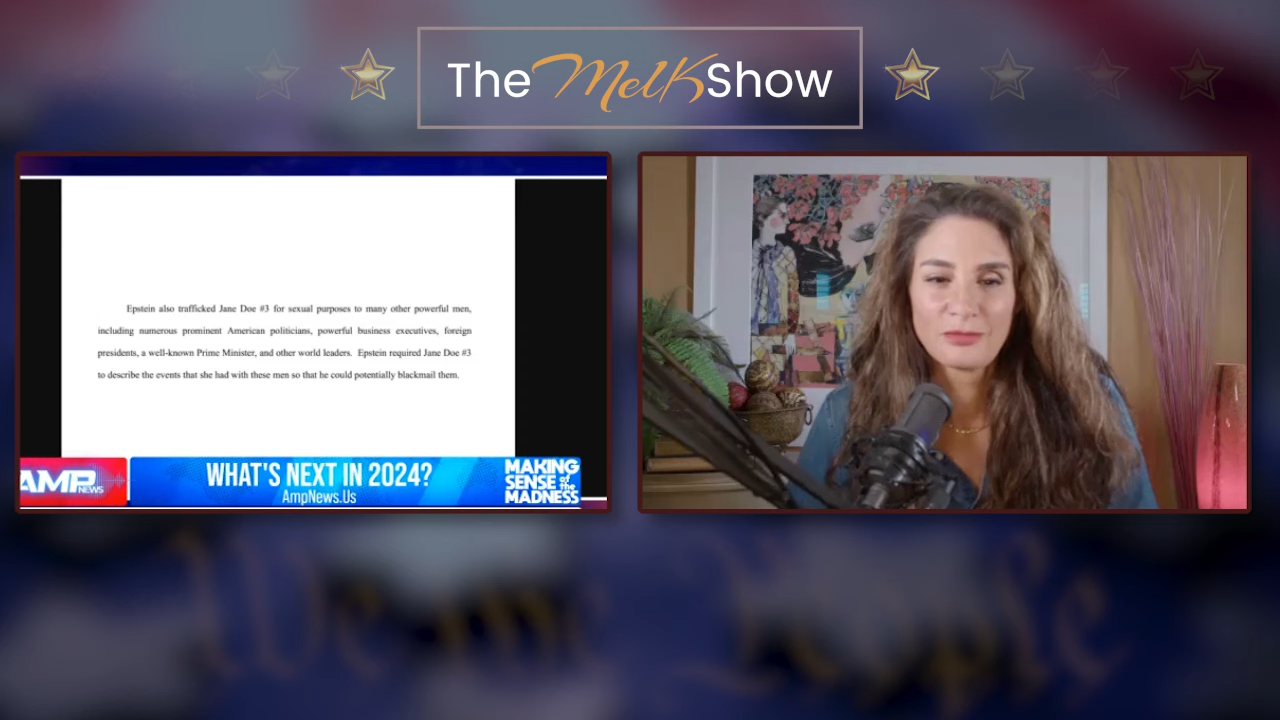 The MelK Show
Epstein also trafficked Jane Doe #3 for sexual purposes to many other powerful men,
including numerous prominent American politicians, powerful business executives, foreign
presidents, a well-known Prime Minister, and other world leaders. Epstein required Jane Doe #3
to describe the events that she had with these men so that he could potentially blackmail them.
AMP
NEWS
WHAT'S NEXT IN 2024?
AmpNews.Us
MAKING
SENSE of the
MADNESS
We the People